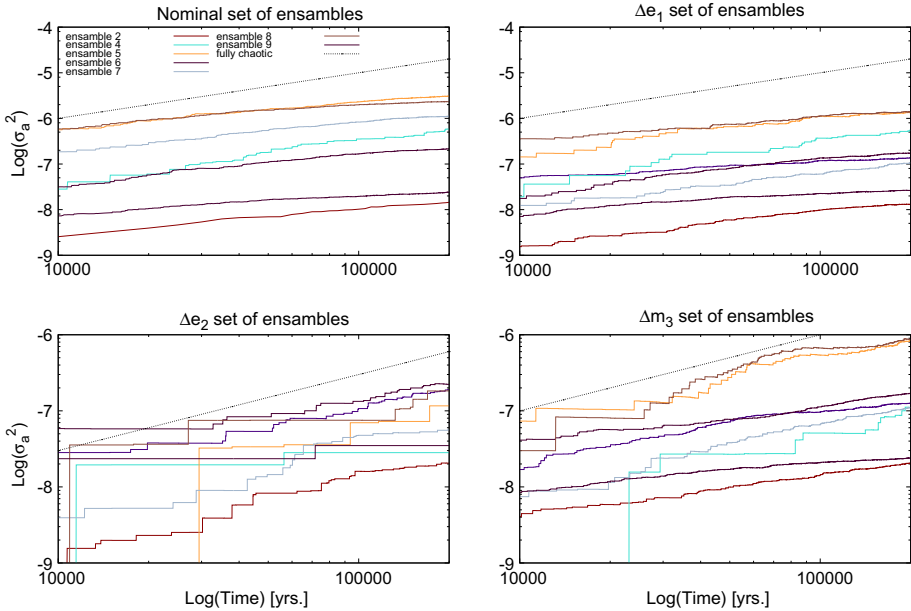 Nominal set of ensambles
Δe1 set of ensambles
-4
-5
-6
-7
-8
-9
Log(σa²)
ensamble 2
ensamble 4
ensamble 5
ensamble 6
ensamble 7
ensamble 8
ensamble 9
fully chaotic
10000
100000
-4
-5
-6
-7
-8
-9
10000
100000
Δe2 set of ensambles
Δm3 set of ensambles
-6
-7
-8
-9
Log(σa²)
10000
100000
Log(Time) [yrs.]
-6
-7
-8
-9
10000
100000
Log(Time) [yrs.]